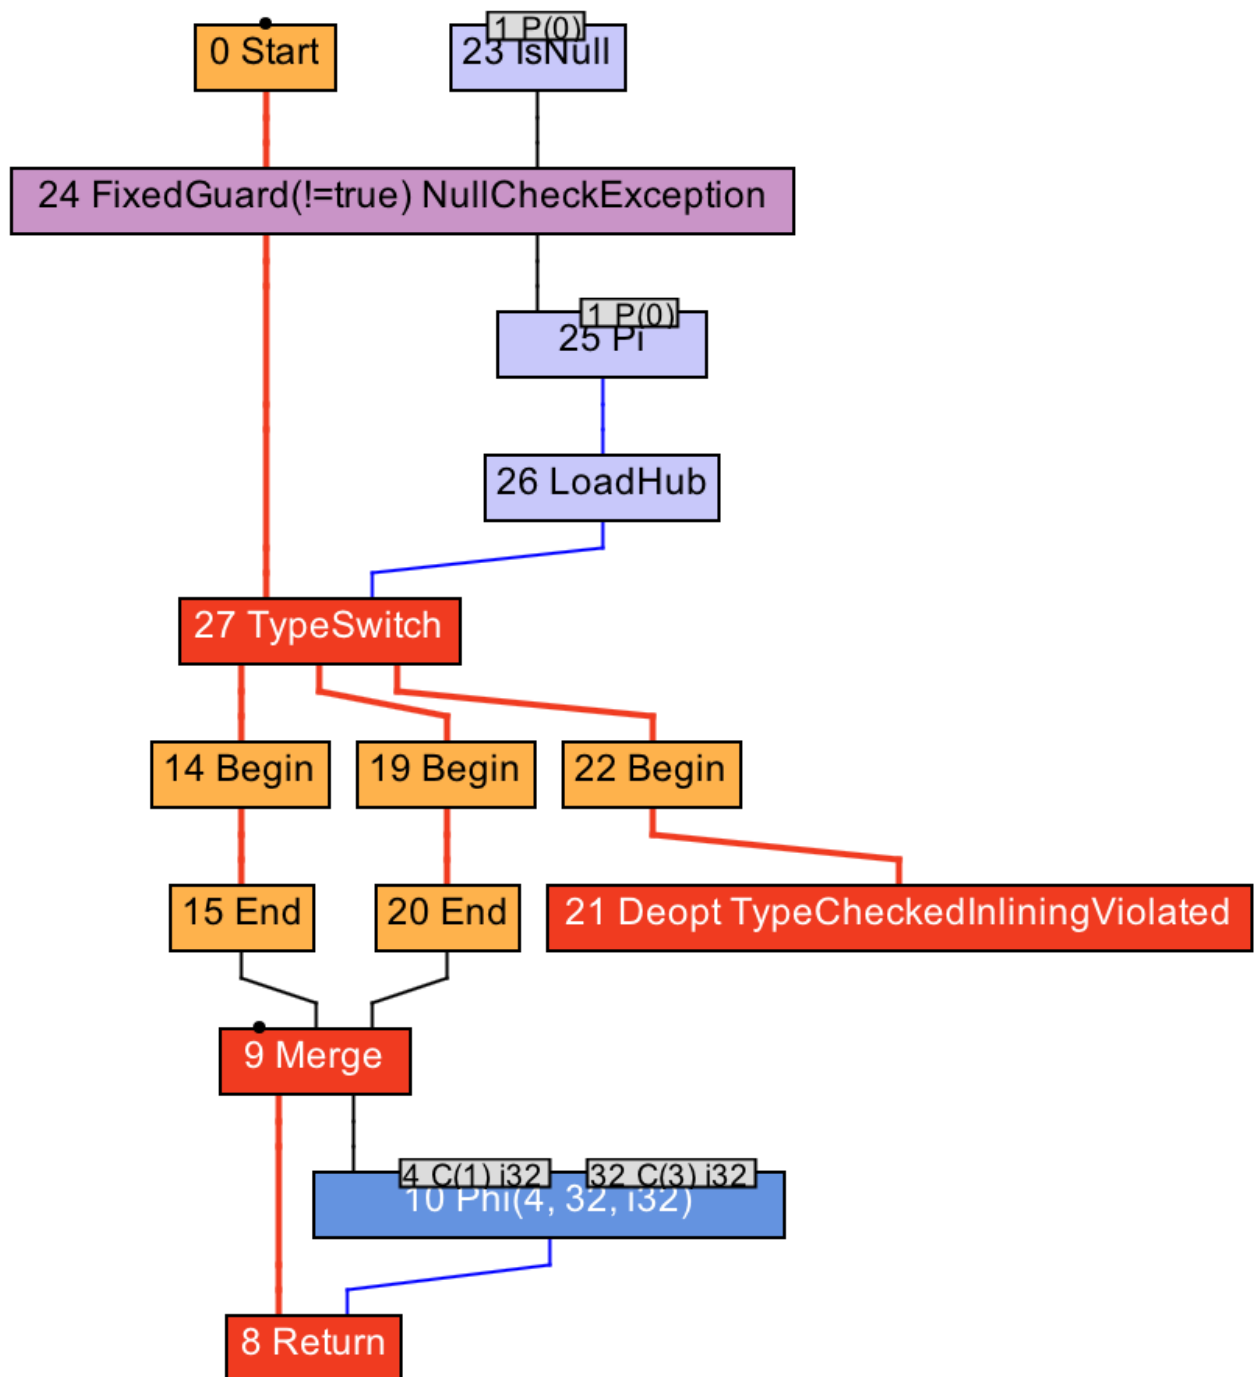 0 Start
1 P(0)
23 IsNull
24 FixedGuard(!=true) NullCheckException
1 P(0)
25 Pi
26 LoadHub
27 TypeSwitch
14 Begin
19 Begin
22 Begin
15 End
20 End
21 Deopt TypeCheckedInliningViolated
9 Merge
4 C(1) i32
32 C(3) i32
10 Phi(4, 32, i32)
8 Return